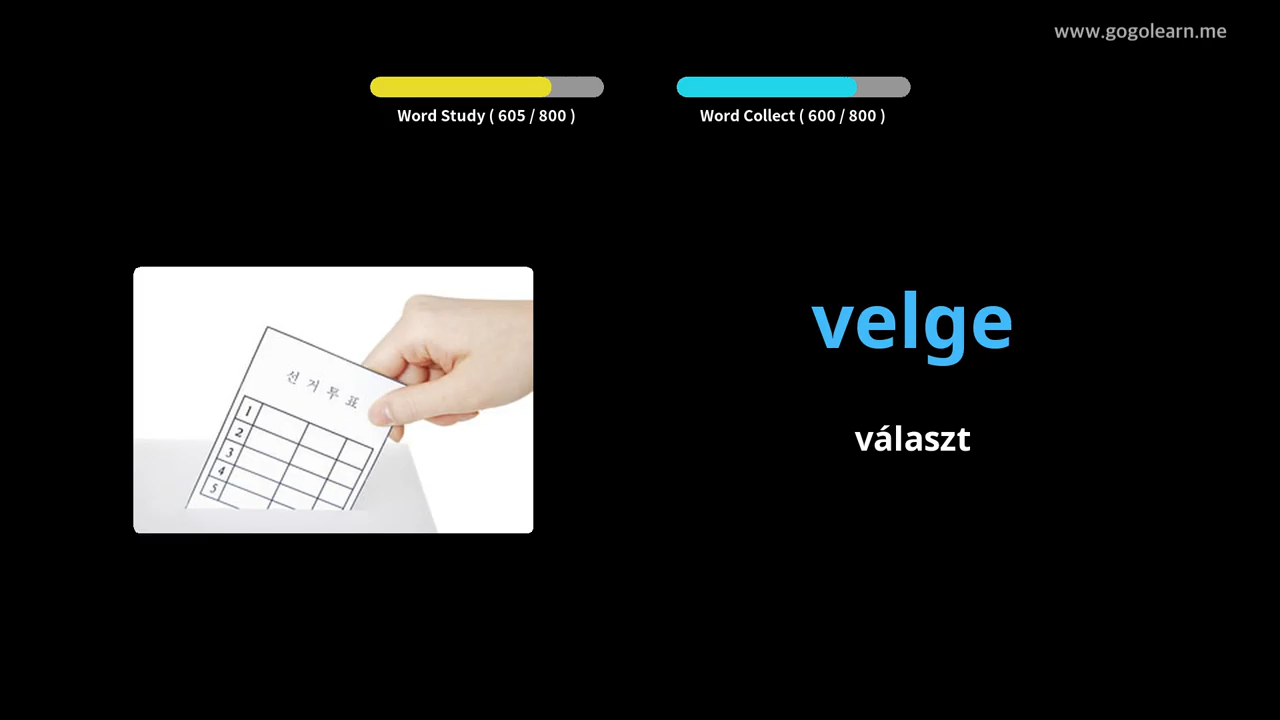 www.gogolearn.me
Word Study ( 605 / 800 )
Word Collect ( 600 / 800 )
선거투표
1
2
3
4
5
velge
választ